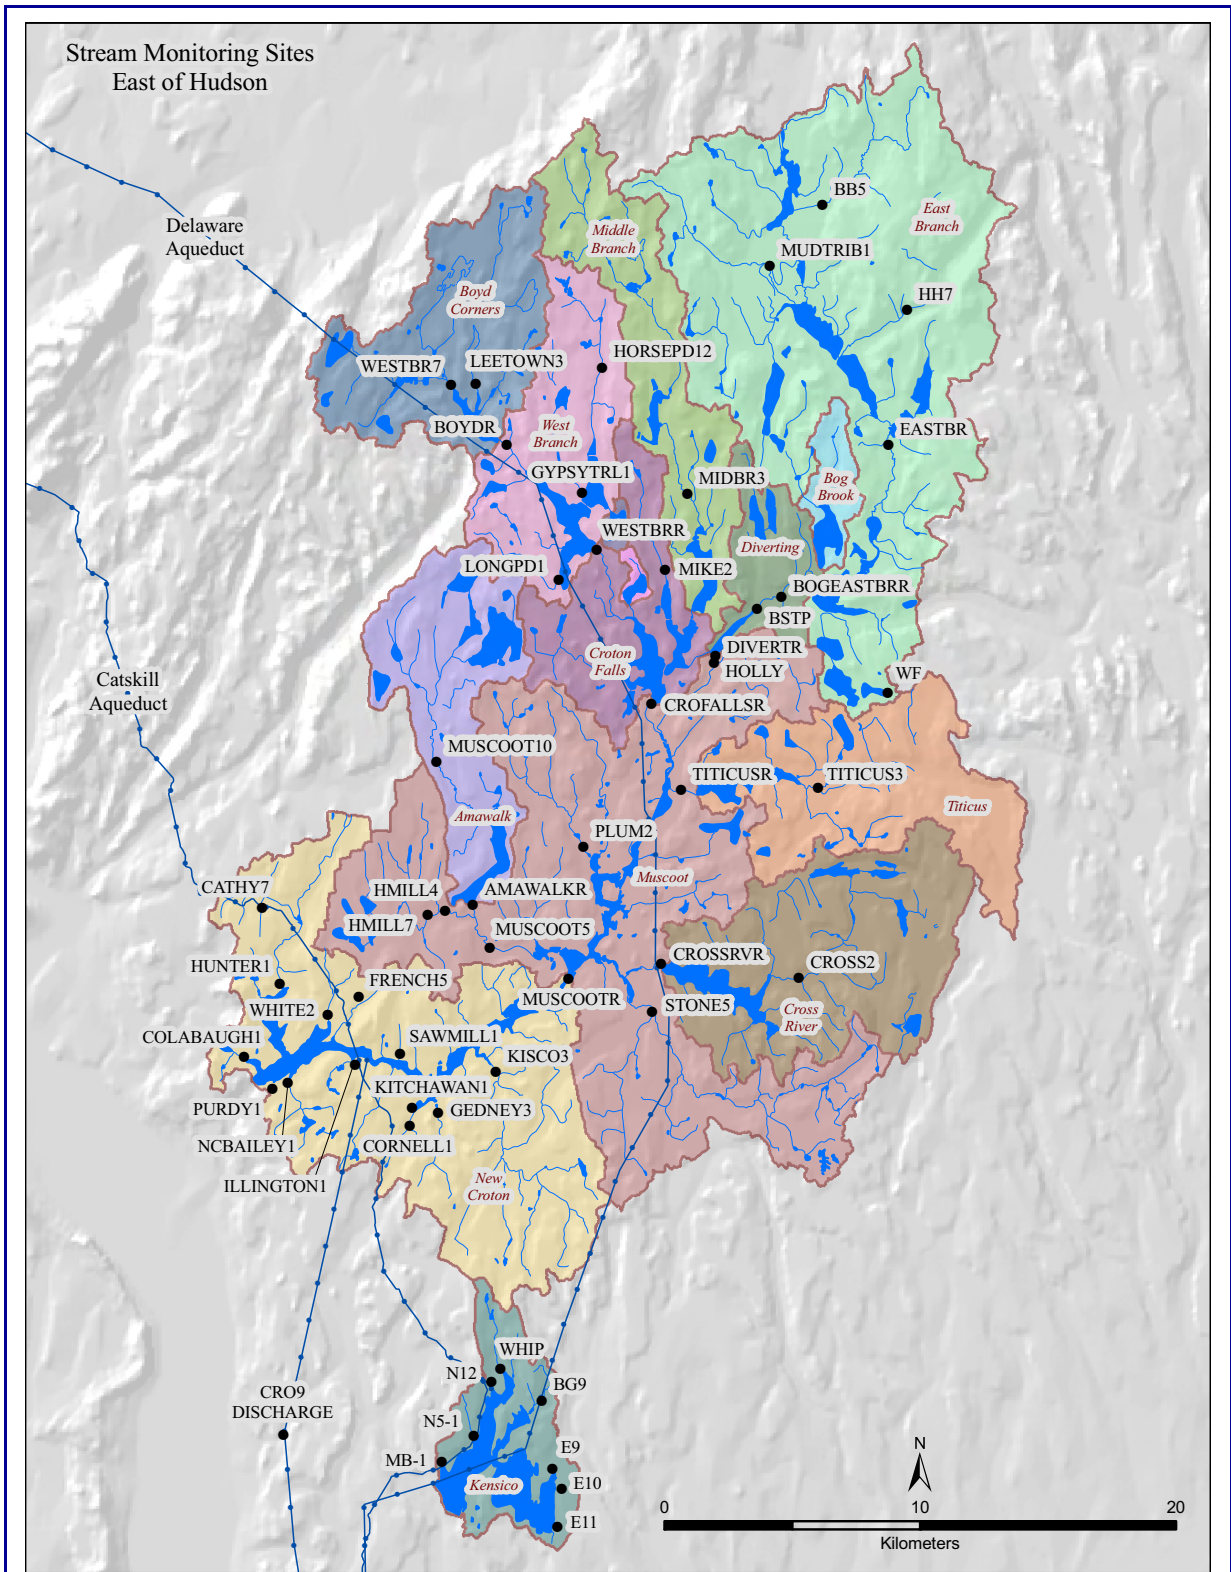 Stream Monitoring Sites
East of Hudson
BB5
East
Branch
Delaware
Aqueduct
Middle
Branch
MUDTRIB1
Boyd
Corners
HH7
HORSEPD12
WESTBR7
LEETOWN3
BOYDR
West
Branch
EASTBR
GYPSYTRL1
MIDBR3
Bog
Brook
WESTBRR
Diverting
LONGPD1
MIKE2
BOGEASTBRR
BSTP
Croton
Falls
DIVERTR
HOLLY
WF
Catskill
Aqueduct
CROFALLSR
MUSCOOT10
TITICUSR
TITICUS3
Titicus
Amawalk
PLUM2
Muscoot
CATHY7
HMILL4
AMAWALKR
HMILL7
MUSCOOT5
HUNTER1
FRENCH5
CROSSRVR
CROSS2
MUSCOOTR
STONE5
WHITE2
Cross
River
COLABAUGH1
SAWMILL1
KISCO3
KITCHAWAN1
PURDY1
GEDNEY3
NCBAILEY1
CORNELL1
ILLINGTON1
New
Croton
WHIP
N12
BG9
CRO9
DISCHARGE
N5-1
MB-1
E9
Kensico
E10
E11
N
0
10
20
Kilometers